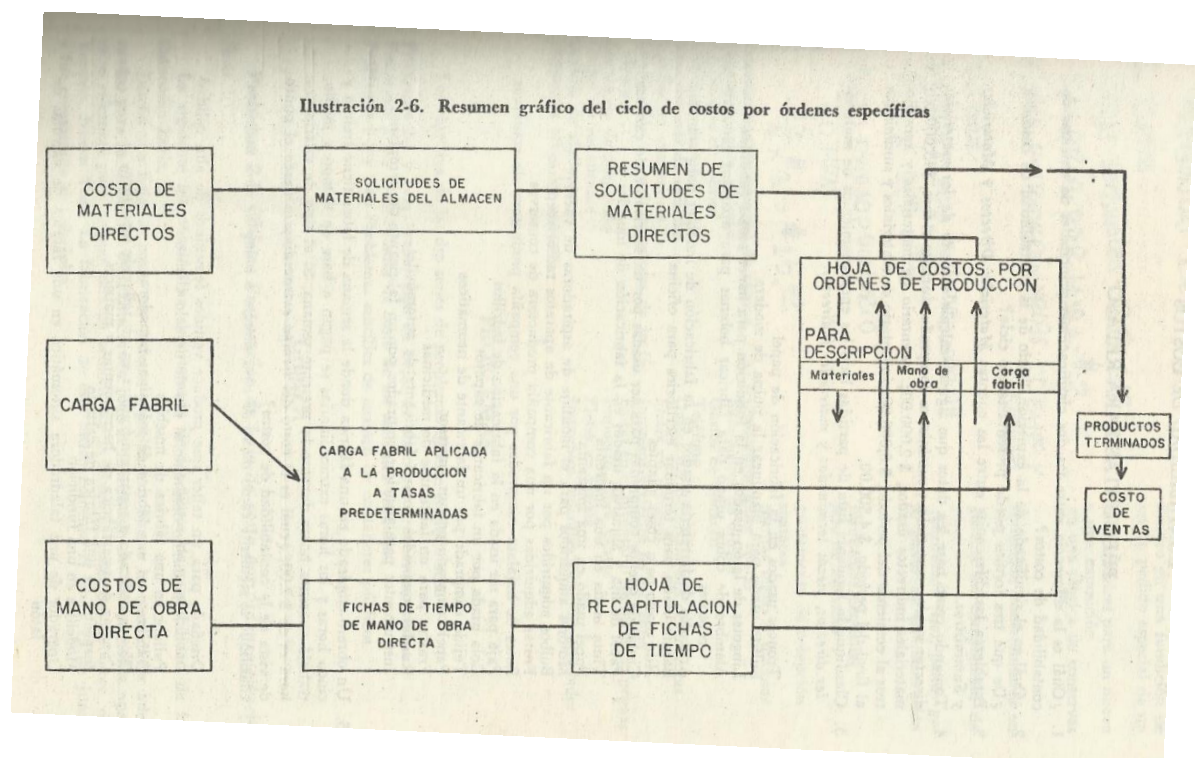 Ilustración 2-6. Resumen gráfico del ciclo de costos por órdenes específicas
COSTO DE
MATERIALES
DIRECTOS
SOLICITUDES DE
MATERIALES DEL ALMACEN
RESUMEN DE
SOLICITUDES DE
MATERIALES
DIRECTOS
HOJA DE COSTOS POR
ORDENES DE PRODUCCION
PARA
DESCRIPCION
Materiales
Mano de
obra
Carga
fabril
CARGA FABRIL
CARGA FABRIL APLICADA
A LA PRODUCCION
A TASAS
PREDETERMINADAS
PRODUCTOS
TERMINADOS
COSTO
DE
VENTAS
COSTOS DE
MANO DE OBRA
DIRECTA
FICHAS DE TIEMPO
DE MANO DE OBRA
DIRECTA
HOJA DE
RECAPITULACION
DE FICHAS
DE TIEMPO